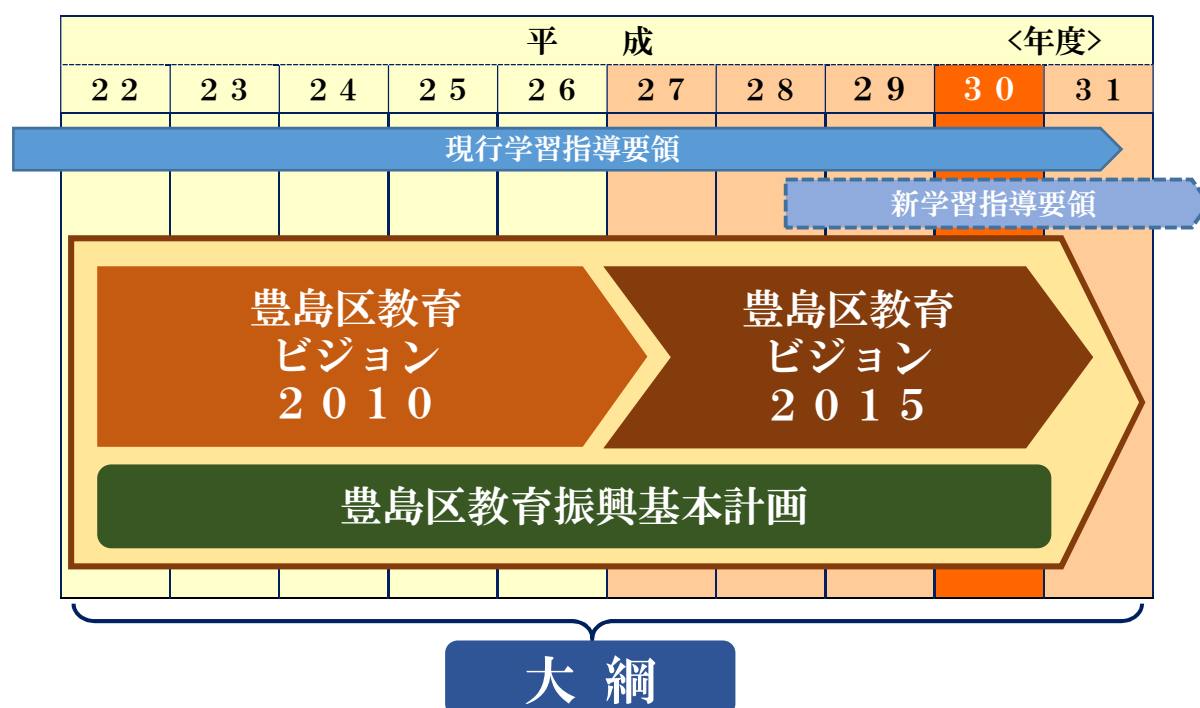 平 成 <年度>
２２ ２３ ２４ ２５ ２６ ２７ ２８ ２９ ３０ ３１
現行学習指導要領
新学習指導要領
豊島区教育
ビジョン
２０１０
豊島区教育
ビジョン
２０１５
豊島区教育振興基本計画
大 綱